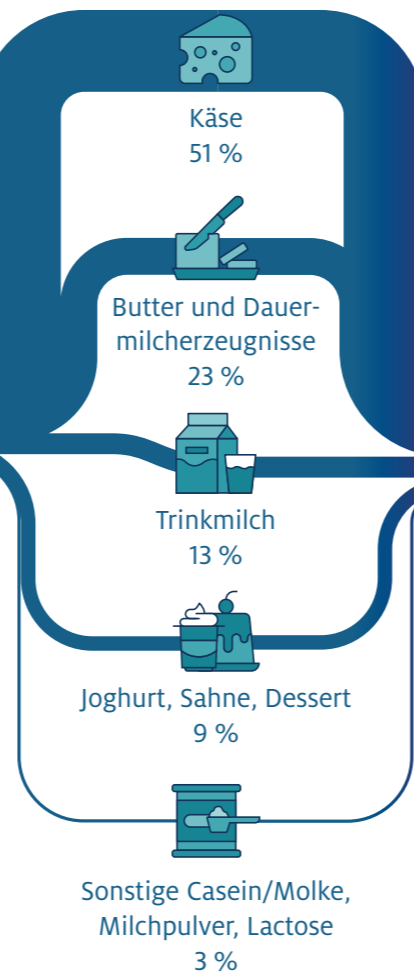 Käse
51 %
Butter und Dauer-
milcherzeugnisse
23 %
Trinkmilch
13 %
Joghurt, Sahne, Dessert
9 %
Sonstige Casein/Molke,
Milchpulver, Lactose
3 %